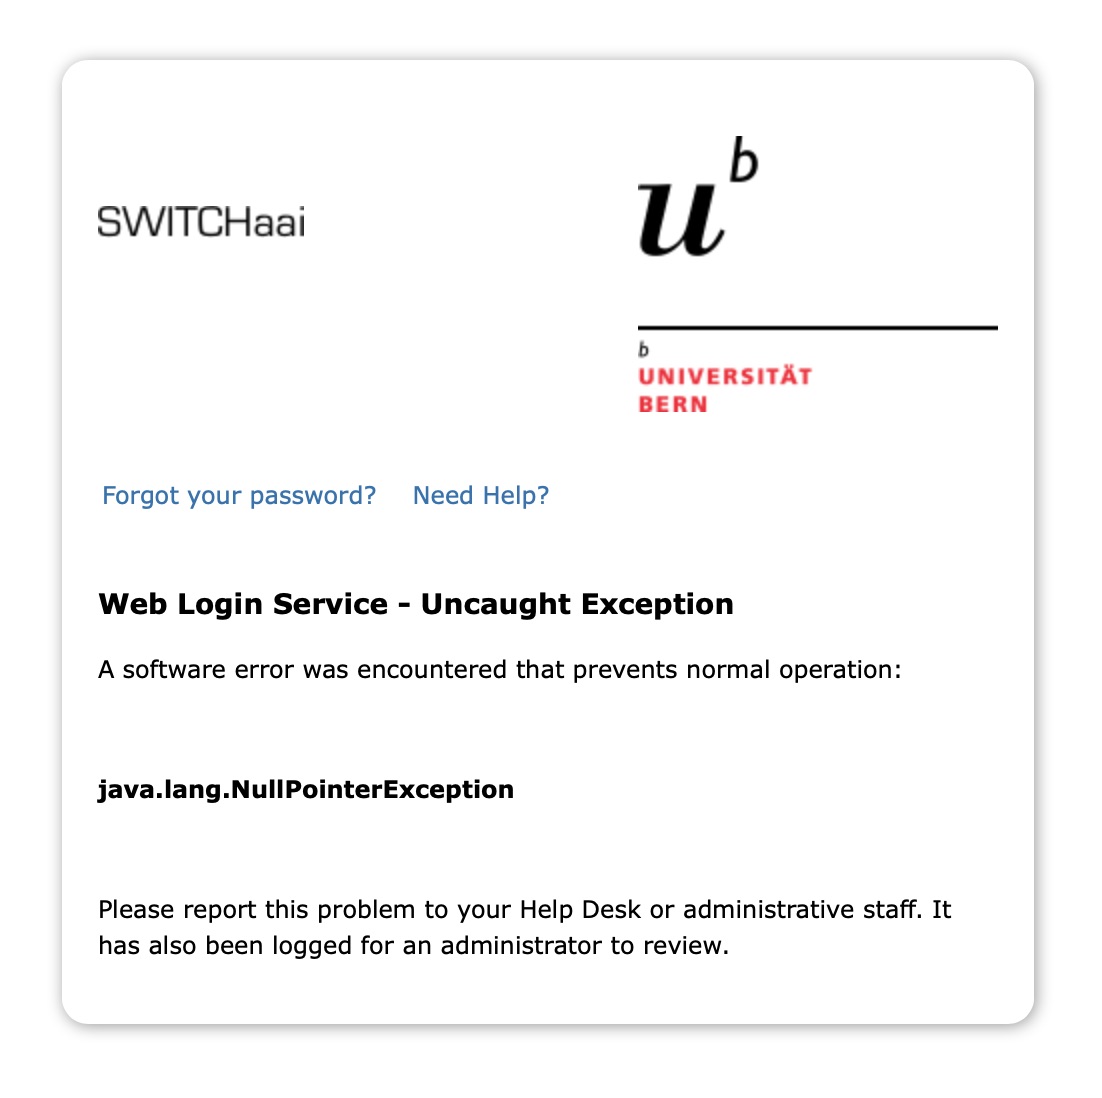 SWITCHaai
u
b
b
UNIVERSITÄT
BERN
Forgot your password? Need Help?
Web Login Service - Uncaught Exception
A software error was encountered that prevents normal operation:
java.lang.NullPointerException
Please report this problem to your Help Desk or administrative staff. It
has also been logged for an administrator to review.